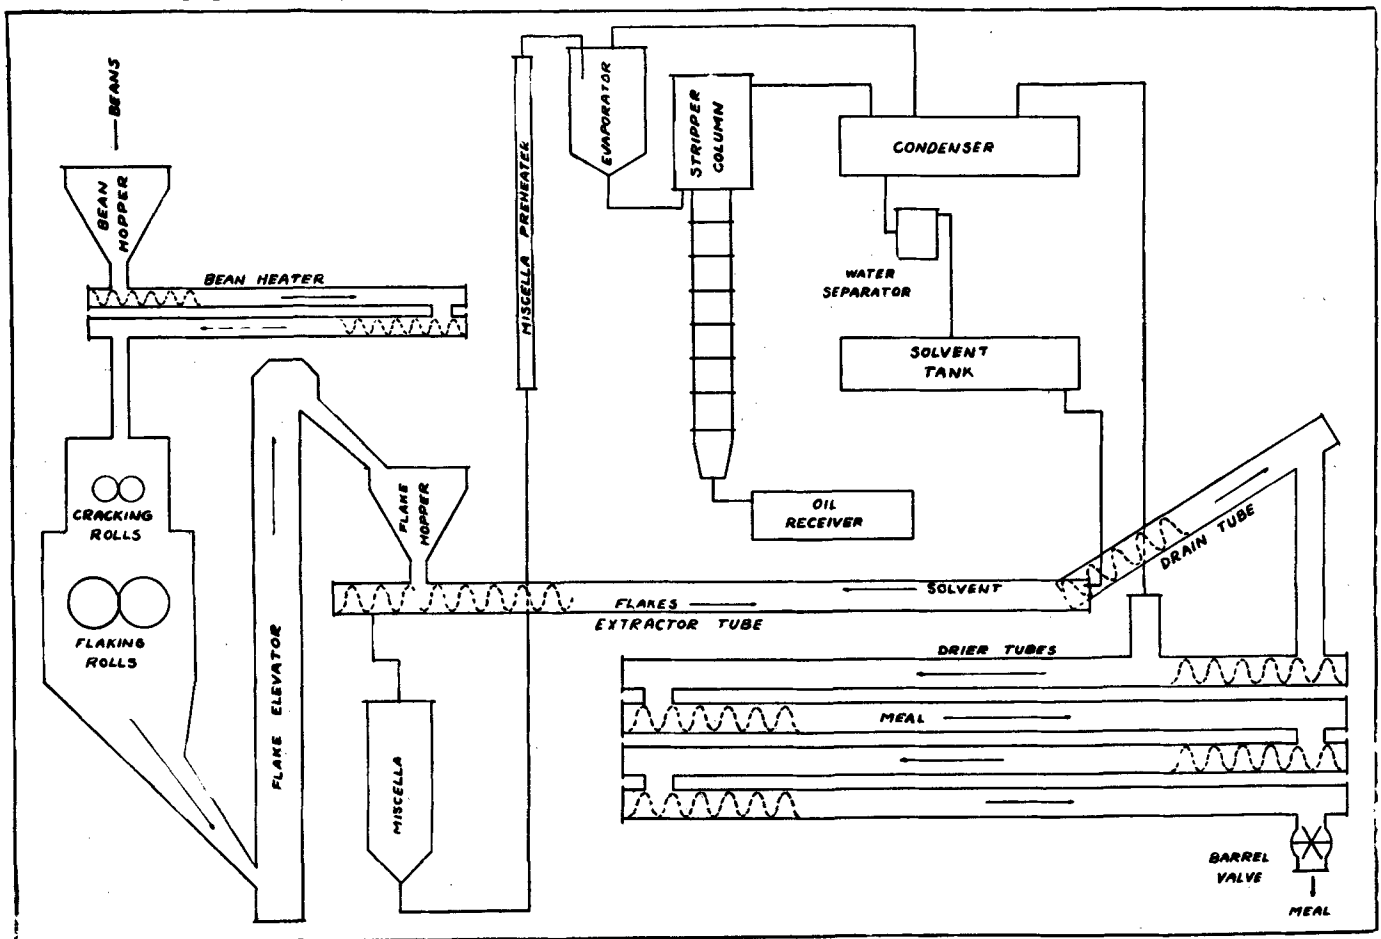 BEANS
BEAN
HOPPER
BEAN HEATER
CRACKING
ROLLS
FLAKING
ROLLS
FLAKE ELEVATOR
FLAKE
HOPPER
MISCELLA
MISCELLA PREHEATER
EVAPORATOR
STRIPPER
COLUMN
CONDENSER
WATER
SEPARATOR
SOLVENT
TANK
OIL
RECEIVER
SOLVENT
FLAKES
EXTRACTOR TUBE
DRAIN TUBE
DRIER TUBES
MEAL
BARREL
VALVE
MEAL